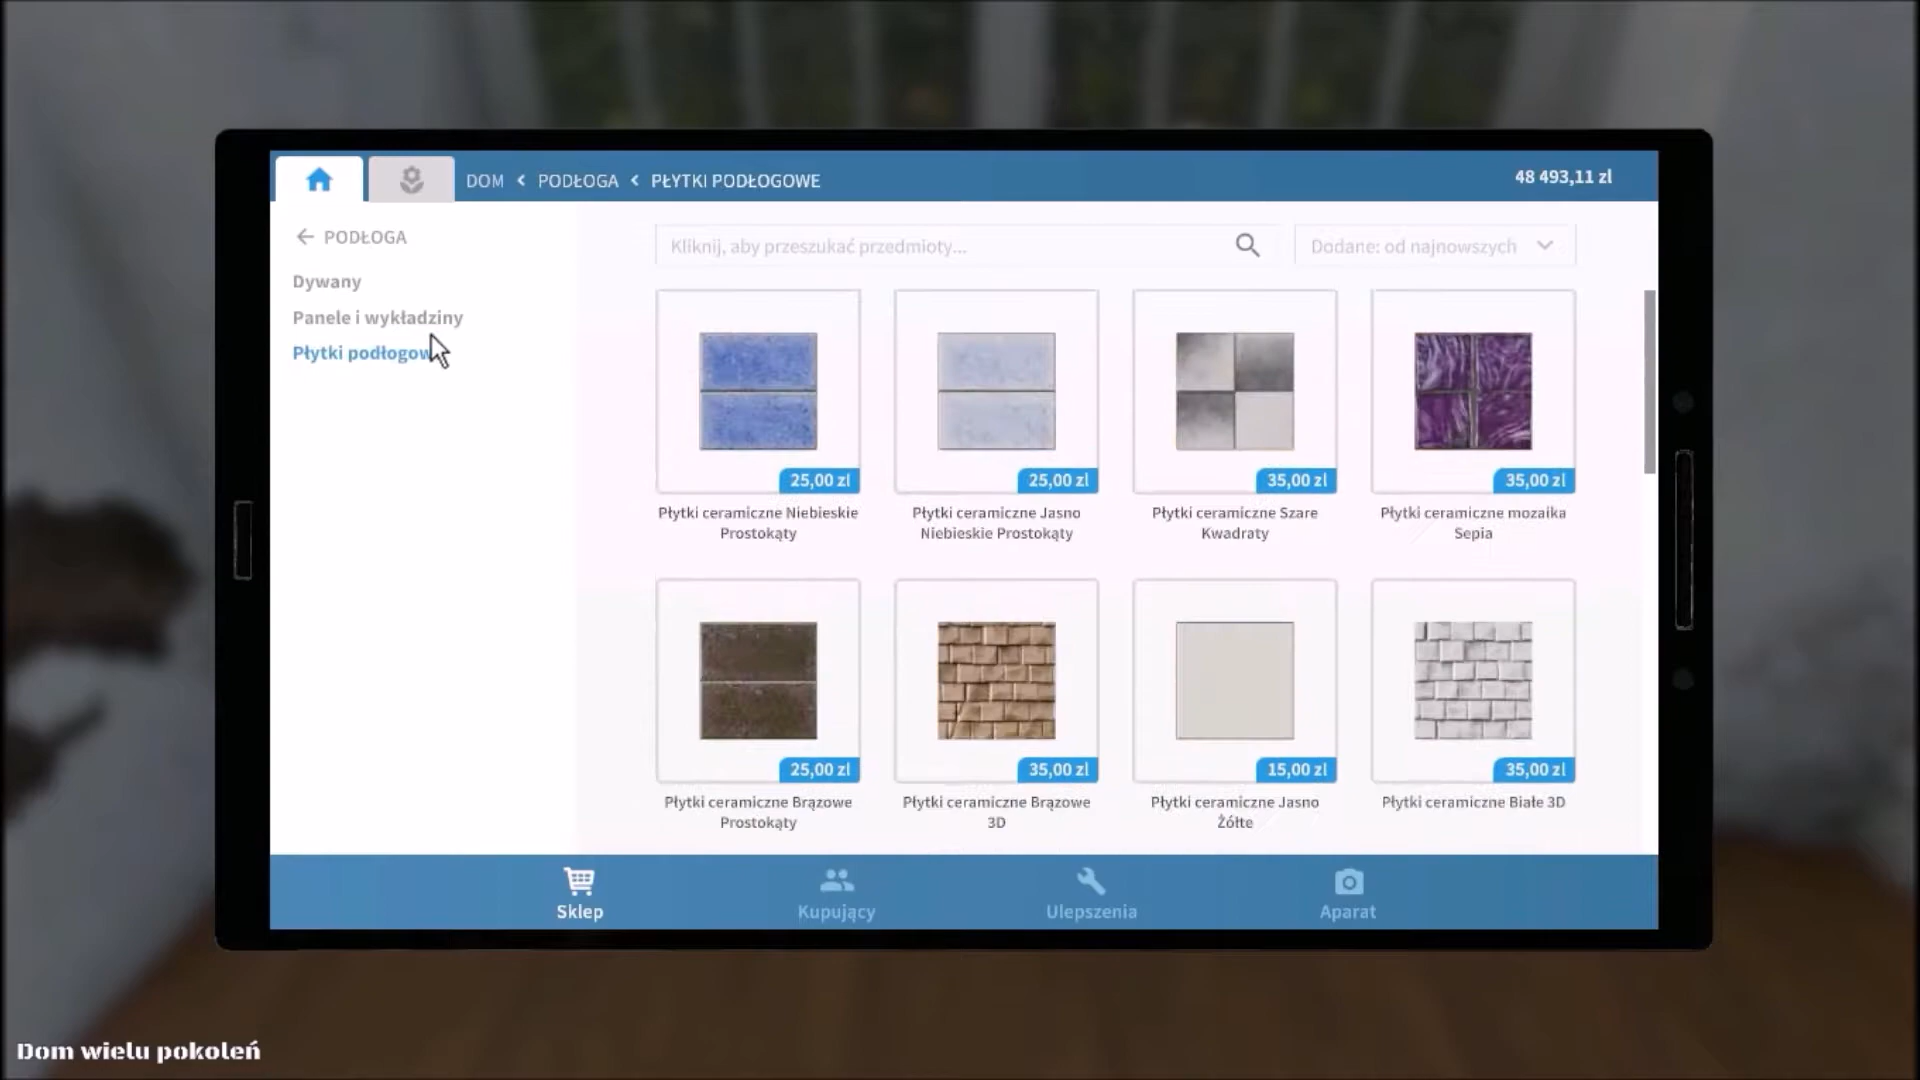 DOM < PODŁOGA < PŁYTKI PODŁOGOWE
48 493,11 zl
← PODŁOGA
Dywany
Panele i wykładziny
Płytki podłogow
Kliknij, aby przeszukać przedmioty...
Dodane: od najnowszych
25,00 zl
25,00 zl
35,00 zl
35,00 zl
Płytki ceramiczne Niebieskie
Prostokąty
Płytki ceramiczne Jasno
Niebieskie Prostokąty
Płytki ceramiczne Szare
Kwadraty
Płytki ceramiczne mozaika
Sepia
25,00 zl
35,00 zl
15,00 zl
35,00 zl
Płytki ceramiczne Brązowe
Prostokąty
Płytki ceramiczne Brązowe
3D
Płytki ceramiczne Jasno
Żółte
Płytki ceramiczne Białe 3D
Sklep
Kupujący
Ulepszenia
Aparat
Dom wielu pokoleń